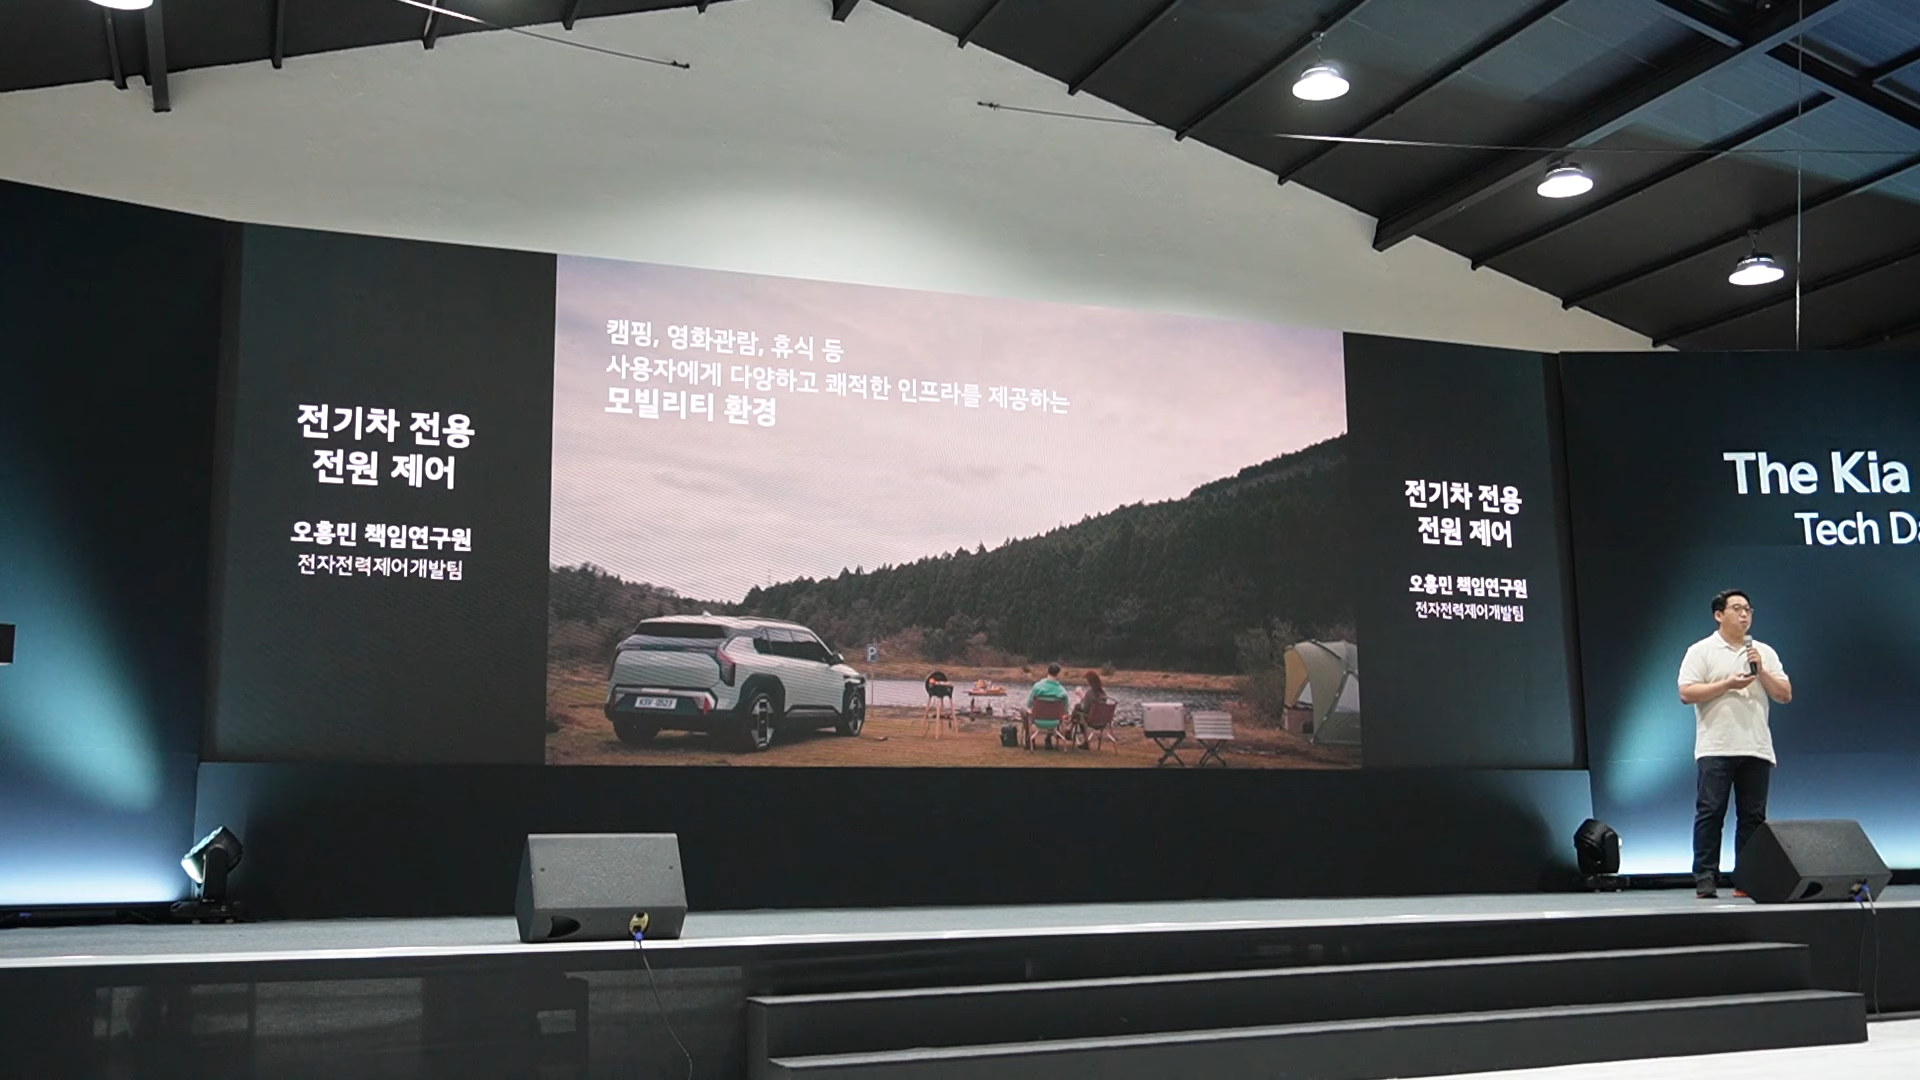 전기차 전용
전원 제어
오흥민 책임연구원
전자전력제어개발팀
캠핑, 영화관람, 휴식 등
사용자에게 다양하고 쾌적한 인프라를 제공하는
모빌리티 환경
P
전기차 전용
전원 제어
오흥민 책임연구원
전자전력제어개발팀
The Kia
Tech Da